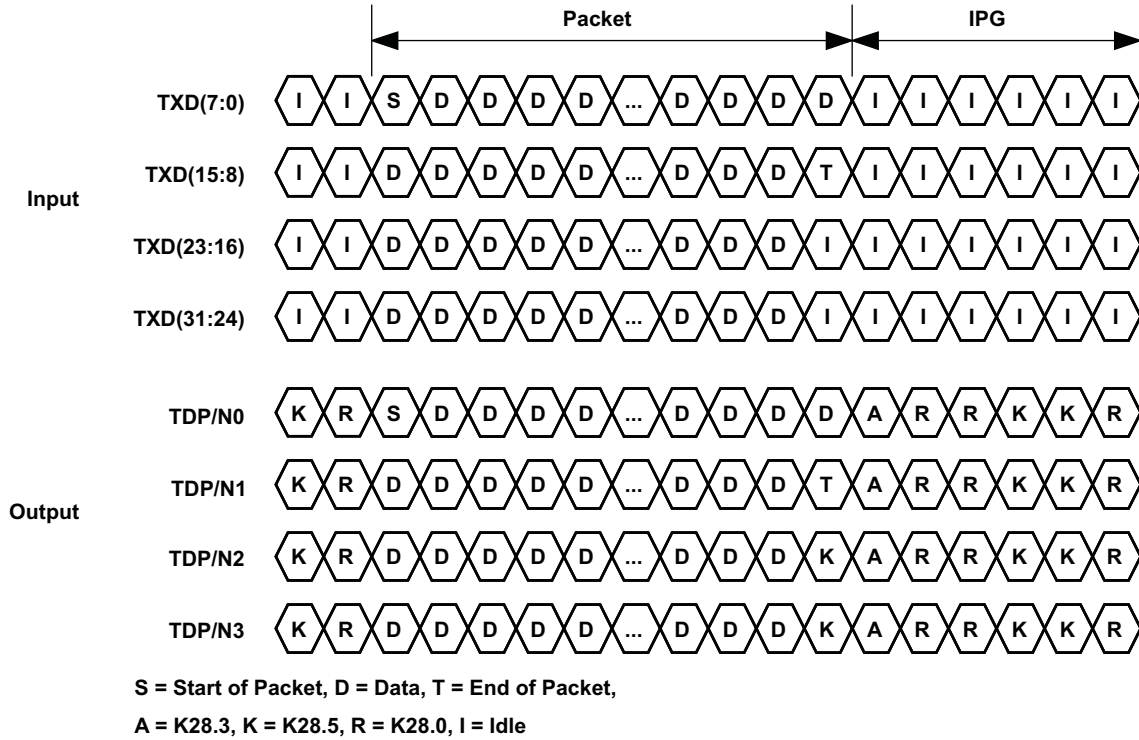 Packet IPG
TXD(7:0) I I S D D D D ... D D D D I I I I I I
Input
TXD(15:8) I I D D D D D ... D D D T I I I I I I
TXD(23:16) I I D D D D D ... D D D I I I I I I I
TXD(31:24) I I D D D D D ... D D D I I I I I I I
TDP/N0 K R S D D D D ... D D D D A R R K K R
Output
TDP/N1 K R D D D D D ... D D D T A R R K K R
TDP/N2 K R D D D D D ... D D D K A R R K K R
TDP/N3 K R D D D D D ... D D D K A R R K K R
S = Start of Packet, D = Data, T = End of Packet,
A = K28.3, K = K28.5, R = K28.0, I = Idle